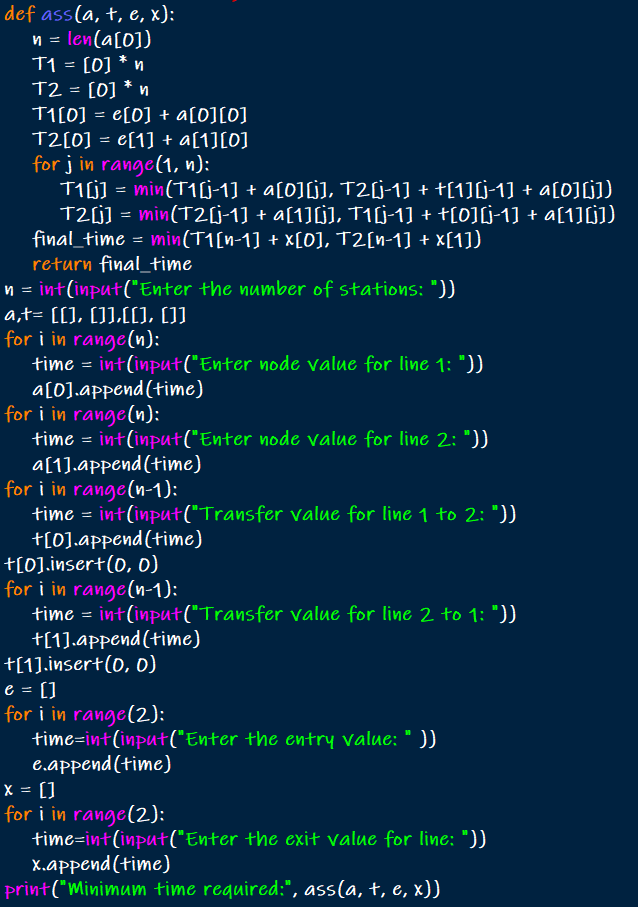 def ass(a, t, e, x):
    n = len(a[0])
    T1 = [0] * n
    T2 = [0] * n
    T1[0] = e[0] + a[0][0]
    T2[0] = e[1] + a[1][0]
    for j in range(1, n):
        T1[j] = min(T1[j-1] + a[0][j], T2[j-1] + t[1][j-1] + a[0][j])
        T2[j] = min(T2[j-1] + a[1][j], T1[j-1] + t[0][j-1] + a[1][j])
    final_time = min(T1[n-1] + x[0], T2[n-1] + x[1])
    return final_time
n = int(input("Enter the number of stations: "))
a,t= [[], []],[[], []]
for i in range(n):
    time = int(input("Enter node value for line 1: "))
    a[0].append(time)
for i in range(n):
    time = int(input("Enter node value for line 2: "))
    a[1].append(time)
for i in range(n-1):
    time = int(input("Transfer value for line 1 to 2: "))
    t[0].append(time)
t[0].insert(0, 0)
for i in range(n-1):
    time = int(input("Transfer value for line 2 to 1: "))
    t[1].append(time)
t[1].insert(0, 0)
e = []
for i in range(2):
    time=int(input("Enter the entry value: " ))
    e.append(time)
x = []
for i in range(2):
    time=int(input("Enter the exit value for line: "))
    x.append(time)
print("Minimum time required:", ass(a, t, e, x))